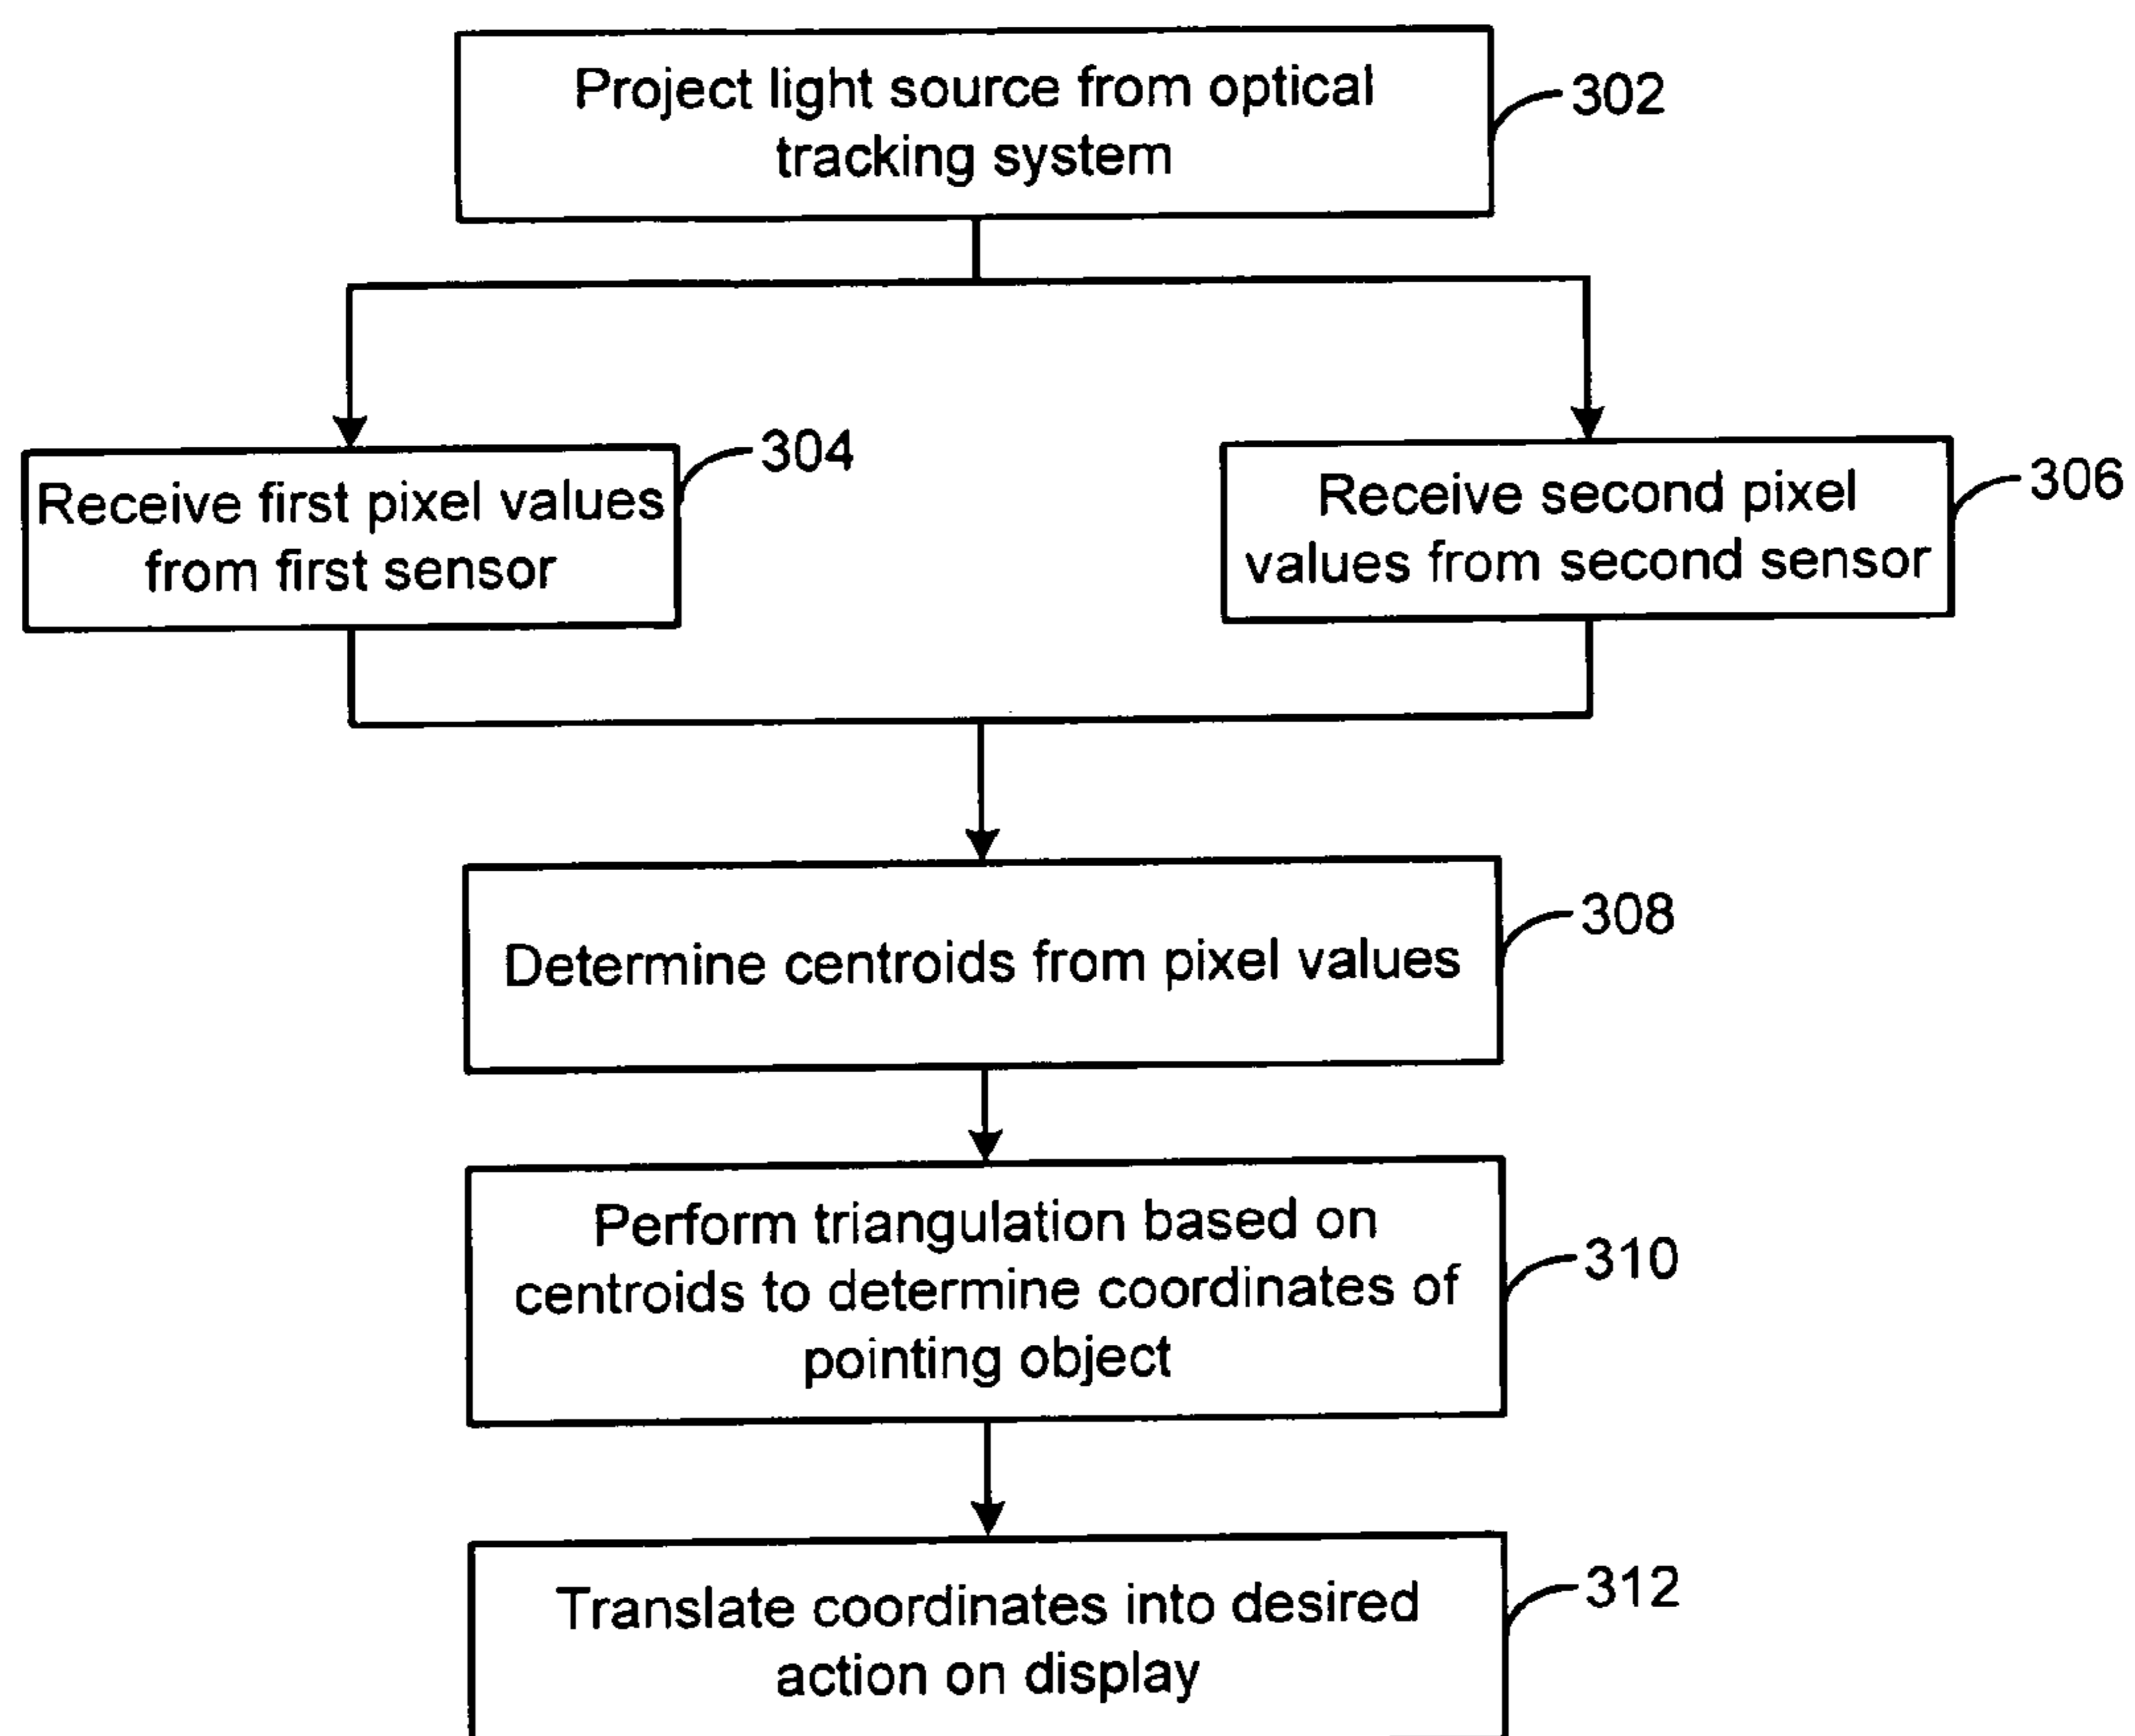 Project light source from optical
tracking system
302
Receive first pixel values
from first sensor
304
Receive second pixel
values from second sensor
306
Determine centroids from pixel values
308
Perform triangulation based on
centroids to determine coordinates of
pointing object
310
Translate coordinates into desired
action on display
312